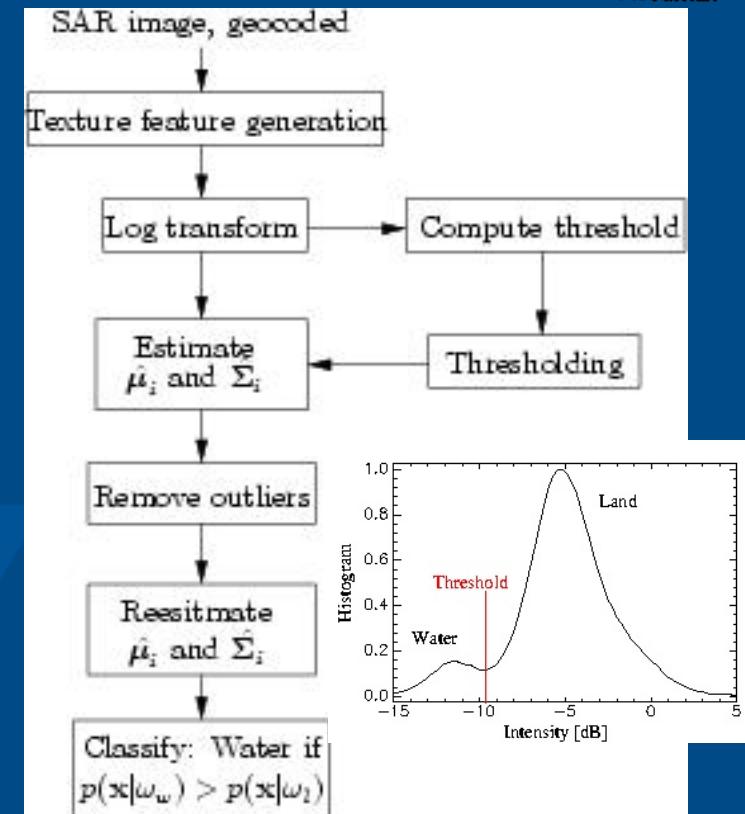 SAR image, geocoded
Texture feature generation
Log transform
Compute threshold
Estimate
μ̂ᵢ and Σ̂ᵢ
Thresholding
Remove outliers
Reesitmate
μ̂ᵢ and Σ̂ᵢ
Classify: Water if
p(x|ω_w) > p(x|ω_l)
1.0
0.8
0.6
0.4
0.2
0.0
Histogram
Land
Threshold
Water
−15 −10 −5 0 5
Intensity [dB]